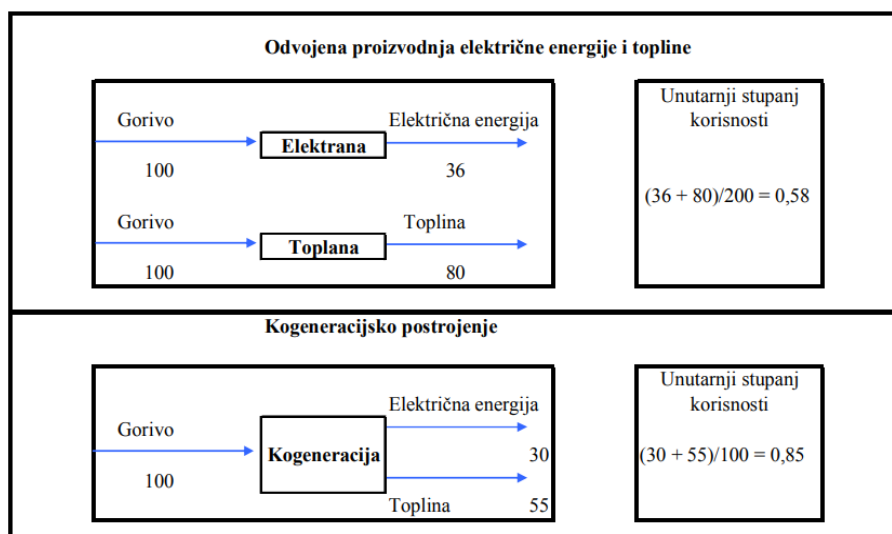 Odvojena proizvodnja električne energije i topline
Gorivo
100
Elektrana
Električna energija
36
Gorivo
100
Toplana
Toplina
80
Unutarnji stupanj
korisnosti
(36 + 80)/200 = 0,58
Kogeneracijsko postrojenje
Gorivo
100
Kogeneracija
Električna energija
30
Toplina
55
Unutarnji stupanj
korisnosti
(30 + 55)/100 = 0,85